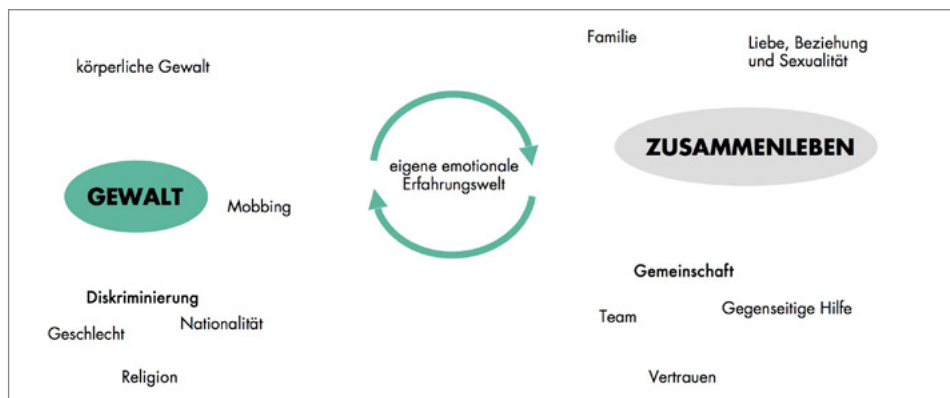 körperliche Gewalt
GEWALT
Mobbing
Diskriminierung
Geschlecht
Nationalität
Religion
eigene emotionale
Erfahrungswelt
Familie
Liebe, Beziehung
und Sexualität
ZUSAMMENLEBEN
Gemeinschaft
Team
Gegenseitige Hilfe
Vertrauen